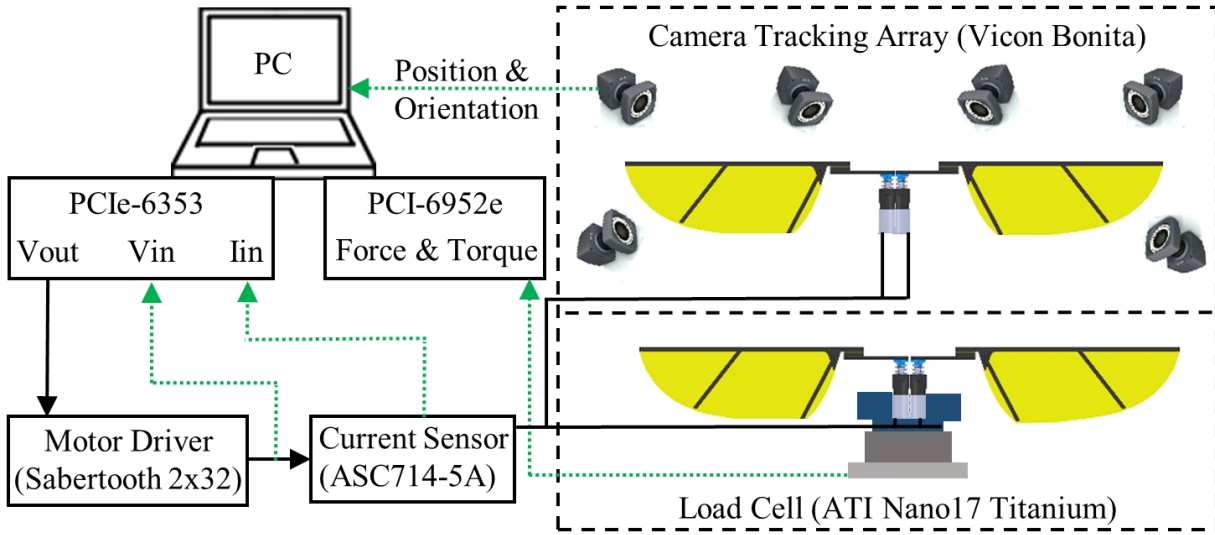 Camera Tracking Array (Vicon Bonita)
PC
Position &
Orientation
PCIe-6353
Vout Vin Iin
PCI-6952e
Force & Torque
Motor Driver
(Sabertooth 2x32)
Current Sensor
(ASC714-5A)
Load Cell (ATI Nano17 Titanium)